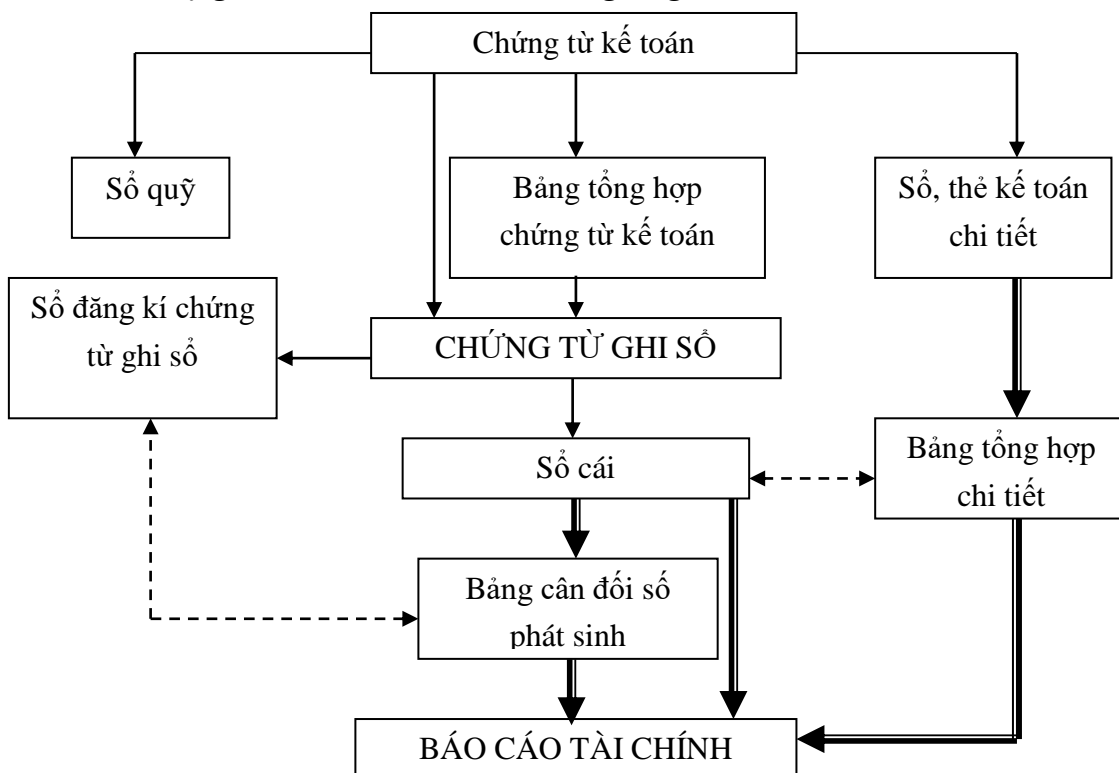 Chứng từ kế toán
Sổ quỹ
Bảng tổng hợp
chứng từ kế toán
Sổ, thẻ kế toán
chi tiết
Sổ đăng kí chứng
từ ghi sổ
CHỨNG TỪ GHI SỔ
Sổ cái
Bảng tổng hợp
chi tiết
Bảng cân đối số
phát sinh
BÁO CÁO TÀI CHÍNH